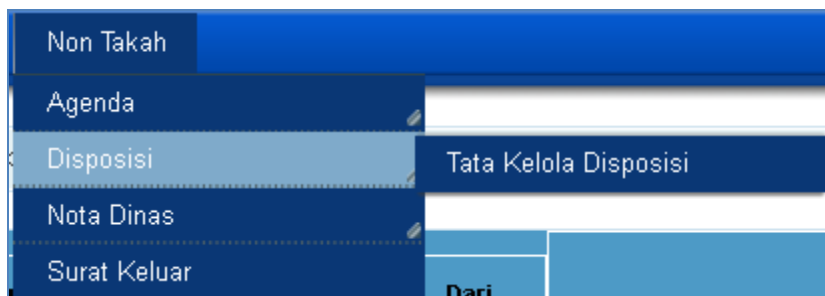 Non Takah
Agenda
Disposisi
Tata Kelola Disposisi
Nota Dinas
Surat Keluar
Dari